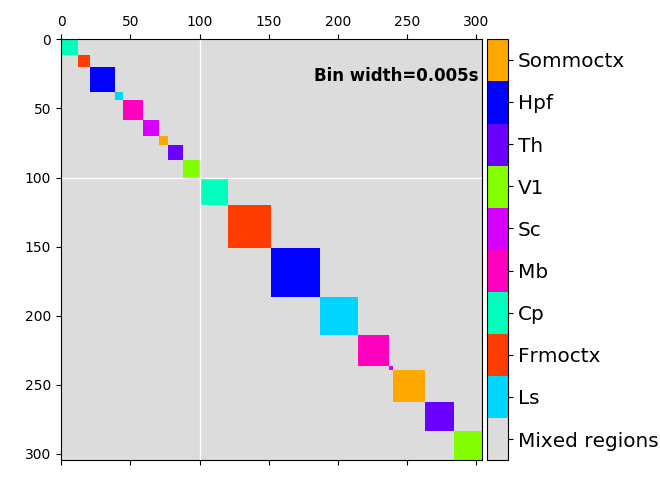 0 50 100 150 200 250 300
0
50
100
150
200
250
300
Bin width=0.005s
Sommoctx
Hpf
Th
V1
Sc
Mb
Cp
Frmoctx
Ls
Mixed regions